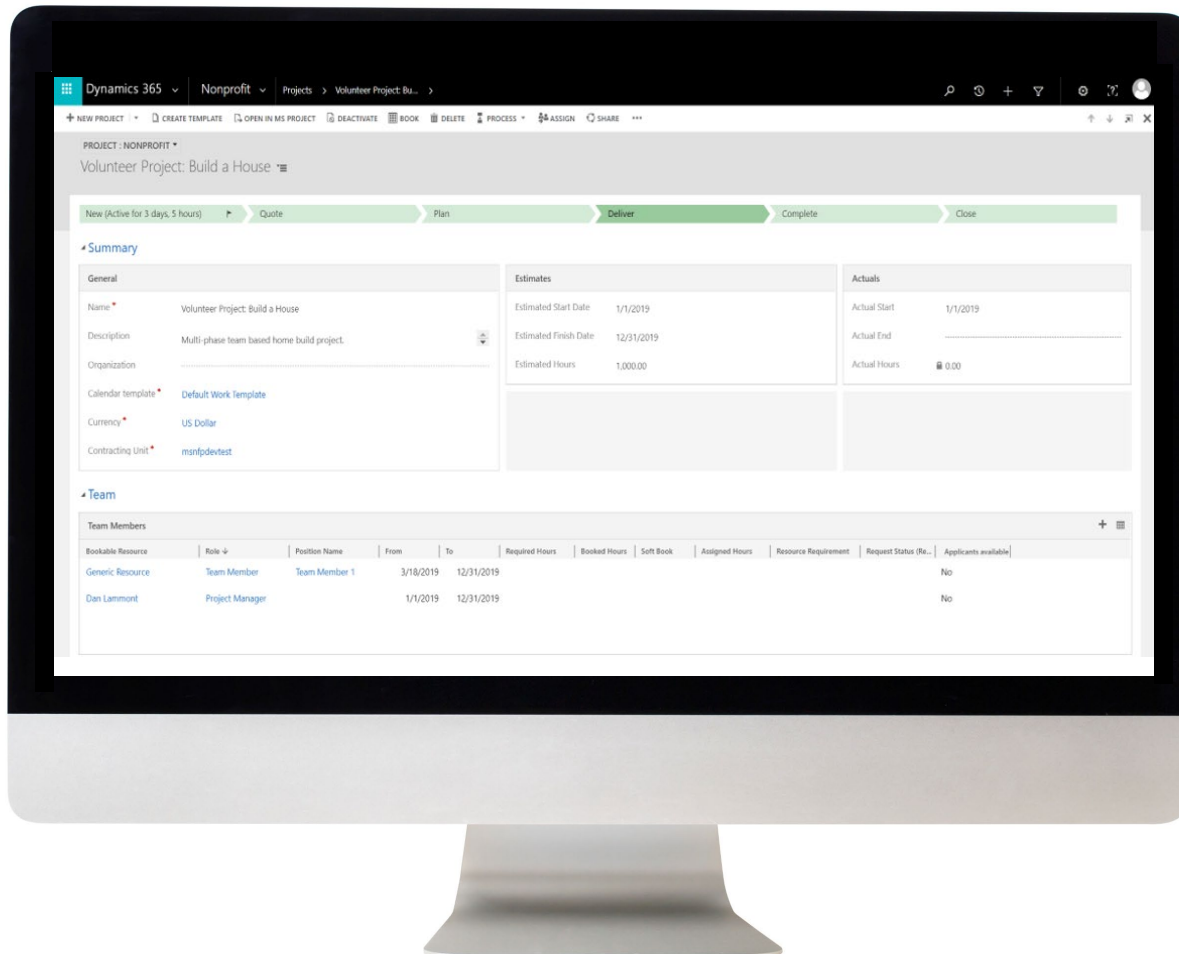 Dynamics 365 Nonprofit Projects > Volunteer Project: Bu... >
+ NEW PROJECT CREATE TEMPLATE OPEN IN MS PROJECT DEACTIVATE BOOK DELETE PROCESS ASSIGN SHARE ...
PROJECT : NONPROFIT
Volunteer Project: Build a House
New (Active for 3 days, 5 hours) Quote Plan Deliver Complete Close
Summary
General Estimates Actuals
Name * Volunteer Project: Build a House Estimated Start Date 1/1/2019 Actual Start 1/1/2019
Description Multi-phase team based home build project. Estimated Finish Date 12/31/2019 Actual End
Organization Estimated Hours 1,000.00 Actual Hours 0.00
Calendar template * Default Work Template
Currency * US Dollar
Contracting Unit * msnfpdevtest
Team
Team Members
Bookable Resource Role Position Name From To Required Hours Booked Hours Soft Book Assigned Hours Resource Requirement Request Status (Re... Applicants available
Generic Resource Team Member Team Member 1 3/18/2019 12/31/2019 No
Dan Lammont Project Manager 1/1/2019 12/31/2019 No